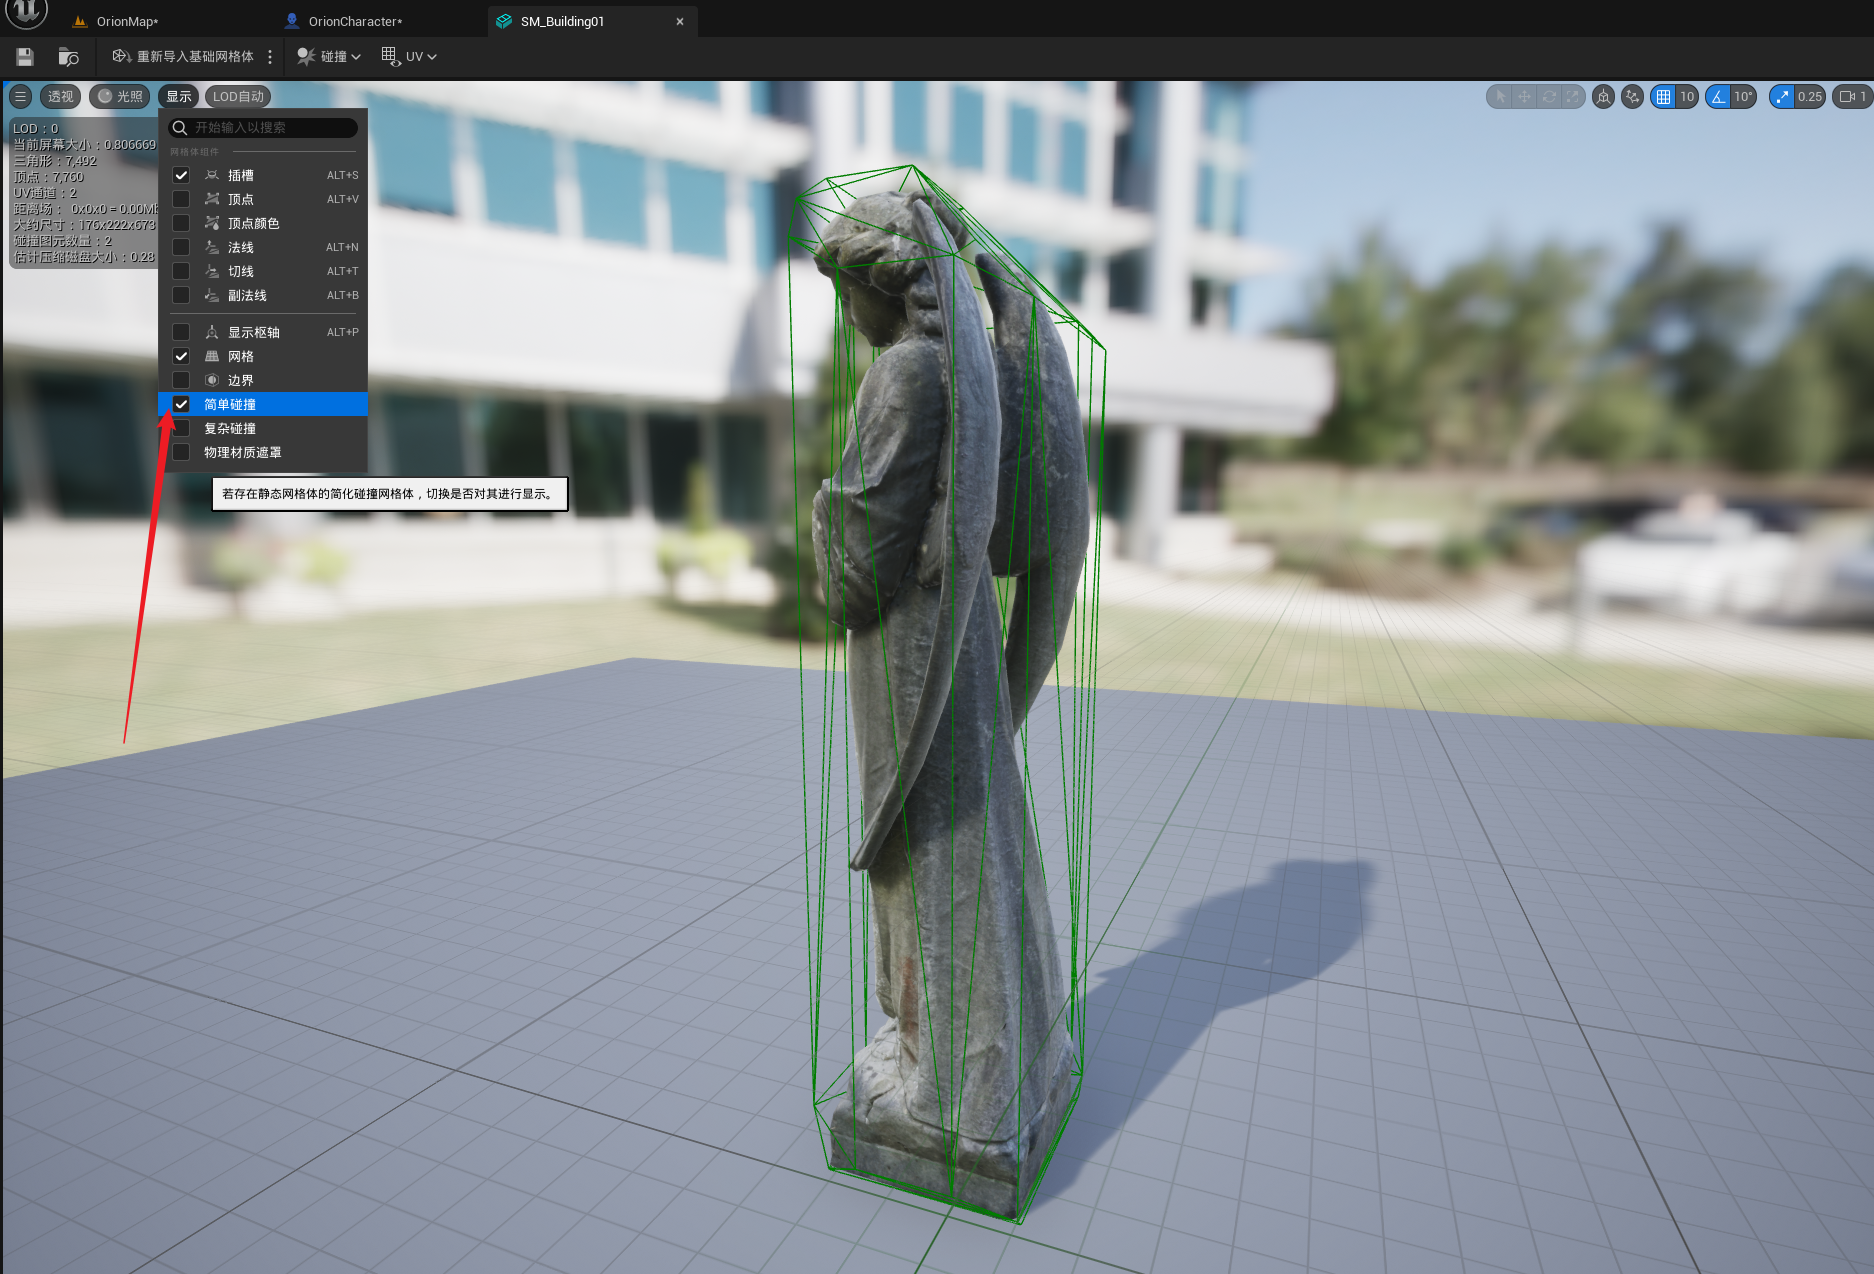 OrionMap*
OrionCharacter*
SM_Building01
重新导入基础网格体
碰撞
UV
透视
光照
显示
LOD自动
10
10°
0.25
1
LOD：0
当前屏幕大小：0.806669
三角形：7,492
顶点：7,760
UV通道：2
距离场： 0x0x0 = 0.00Mb
大约尺寸：176x222x673
碰撞图元数量：2
估计压缩磁盘大小：0.28
开始输入以搜索
网格体组件
插槽 ALT+S
顶点 ALT+V
顶点颜色
法线 ALT+N
切线 ALT+T
副法线 ALT+B
显示枢轴 ALT+P
网格
边界
简单碰撞
复杂碰撞
物理材质遮罩
若存在静态网格体的简化碰撞网格体，切换是否对其进行显示。